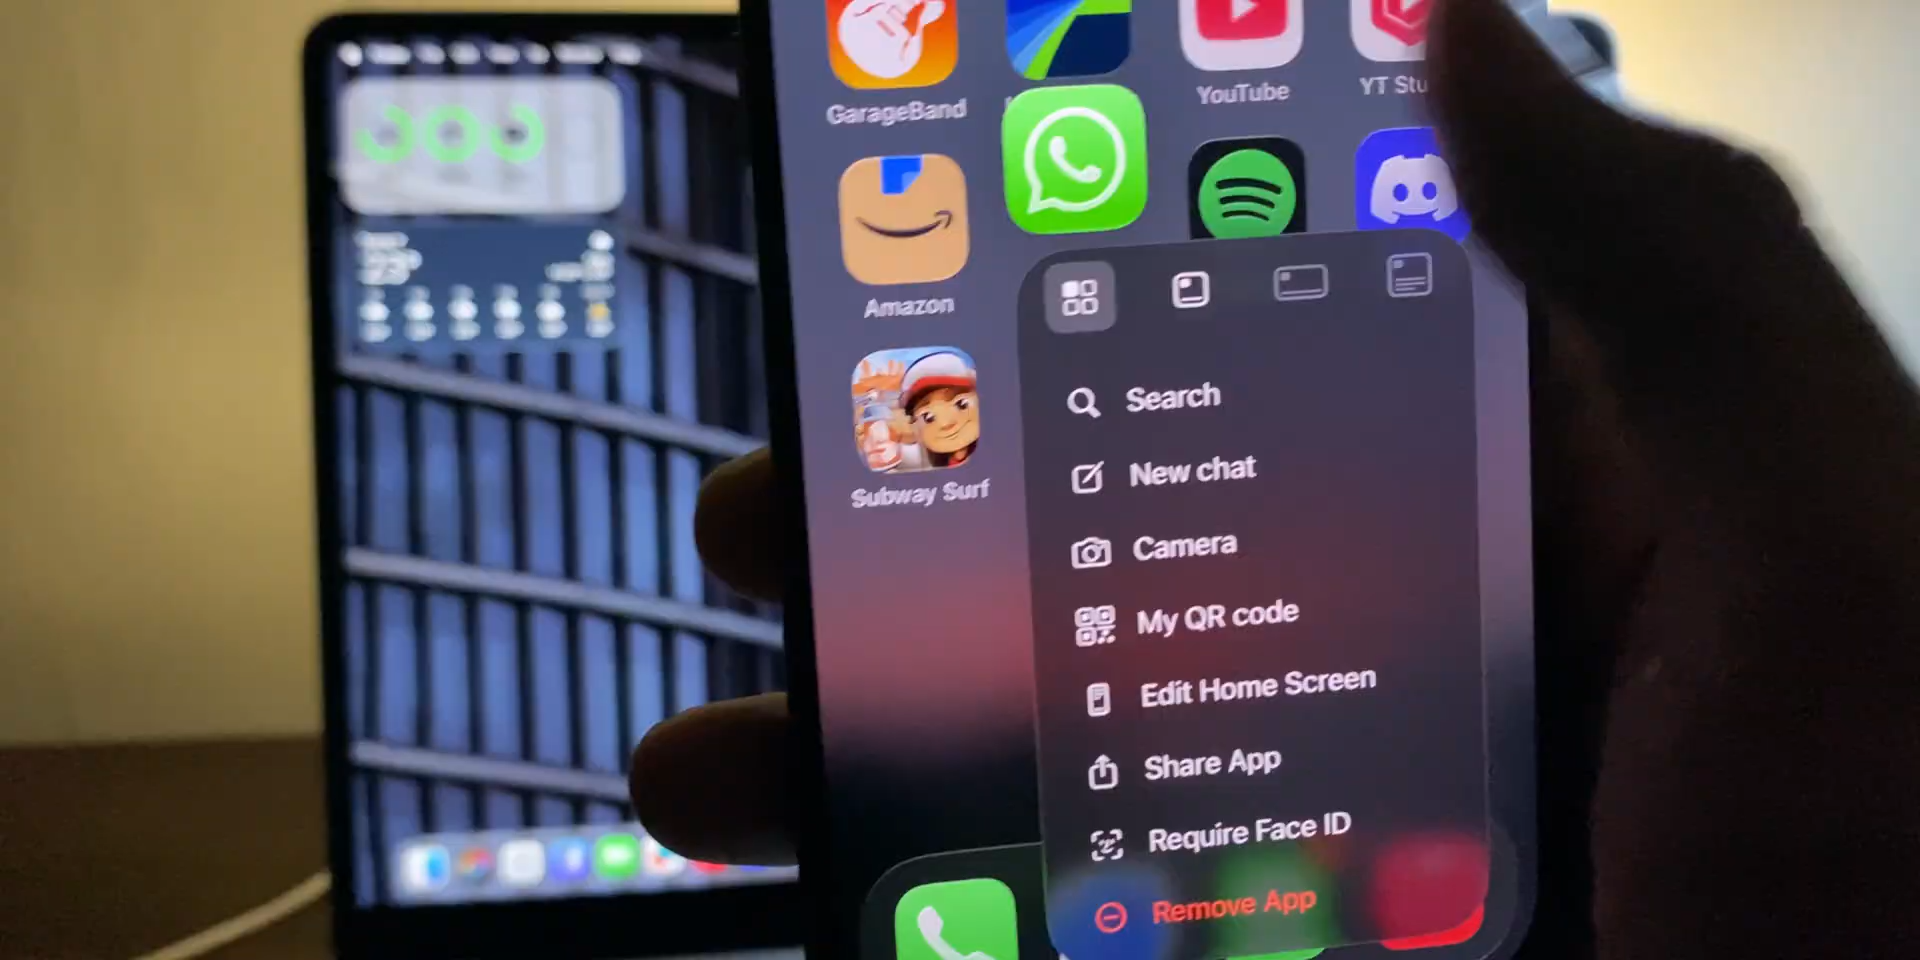 GarageBand
YouTube
YT Stu
Amazon
Subway Surf
Search
New chat
Camera
My QR code
Edit Home Screen
Share App
Require Face ID
Remove App